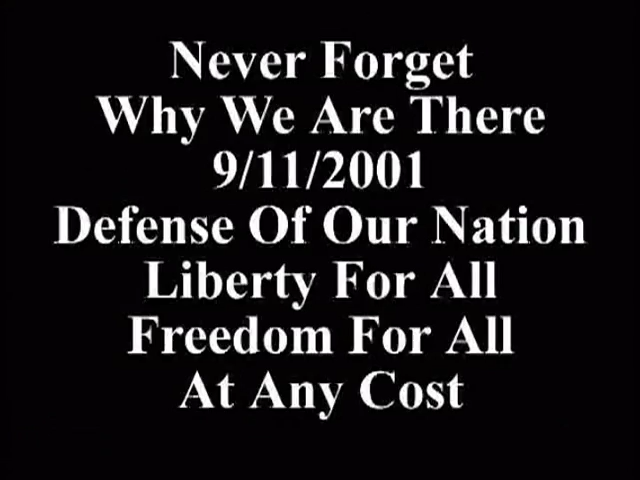 Never Forget
Why We Are There
9/11/2001
Defense Of Our Nation
Liberty For All
Freedom For All
At Any Cost